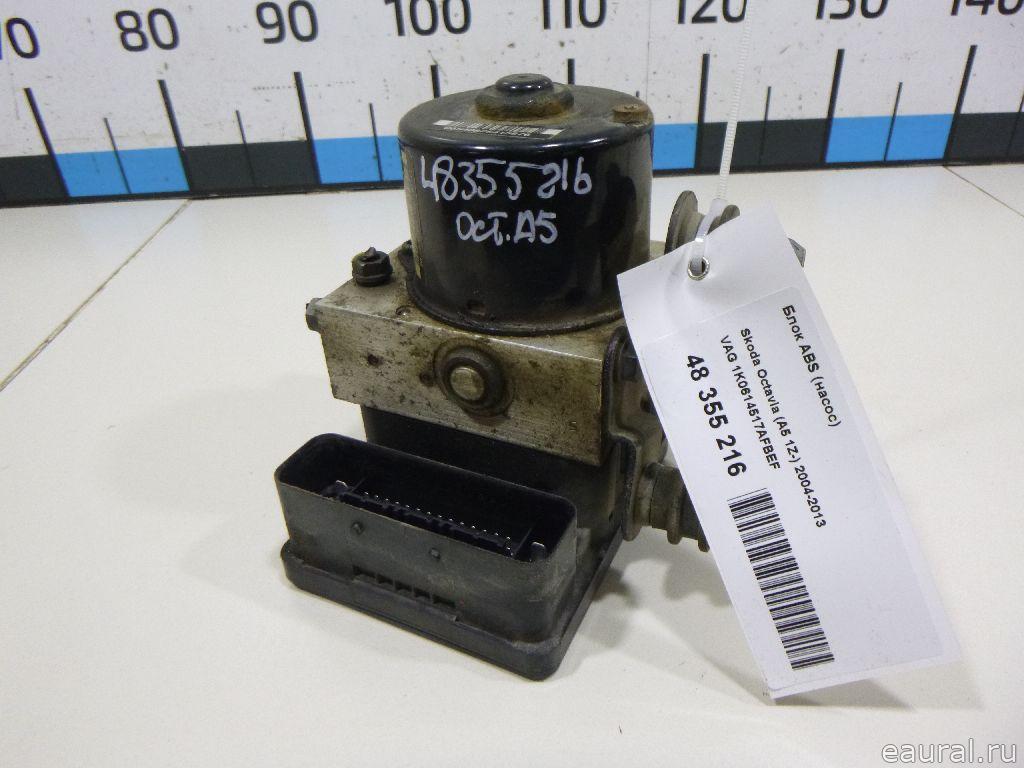 70 80 90 100 110 120 130 140
48355216
Oct. A5
Блок ABS (насос)
Skoda Octavia (A5 1Z-) 2004-2013
VAG 1K0614517AFBEF
48 355 216
eaural.ru